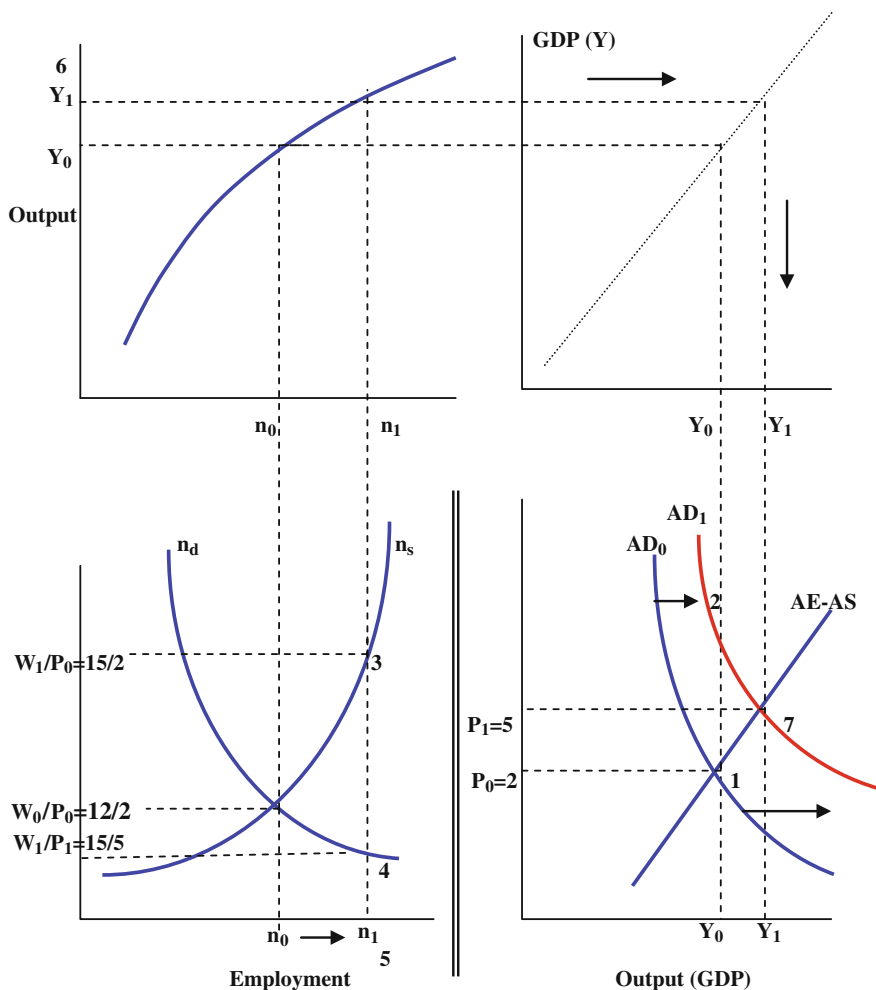 6
Y1
Y0
Output
n0 n1
GDP (Y)
Y0 Y1
nd ns
W1/P0=15/2
3
W0/P0=12/2
W1/P1=15/5
4
n0 n1
5
Employment
AD1
AD0
2
AE-AS
P1=5
7
P0=2
1
Y0 Y1
Output (GDP)